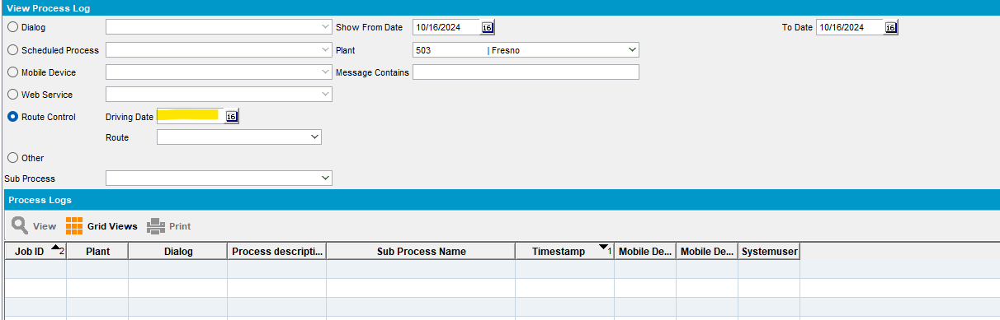 View Process Log
Dialog Show From Date 10/16/2024 16 To Date 10/16/2024 16
Scheduled Process Plant 503 | Fresno
Mobile Device Message Contains
Web Service
Route Control Driving Date 16
Route
Other
Sub Process
Process Logs
View Grid Views Print
Job ID 2 Plant Dialog Process descripti... Sub Process Name Timestamp 1 Mobile De... Mobile De... Systemuser